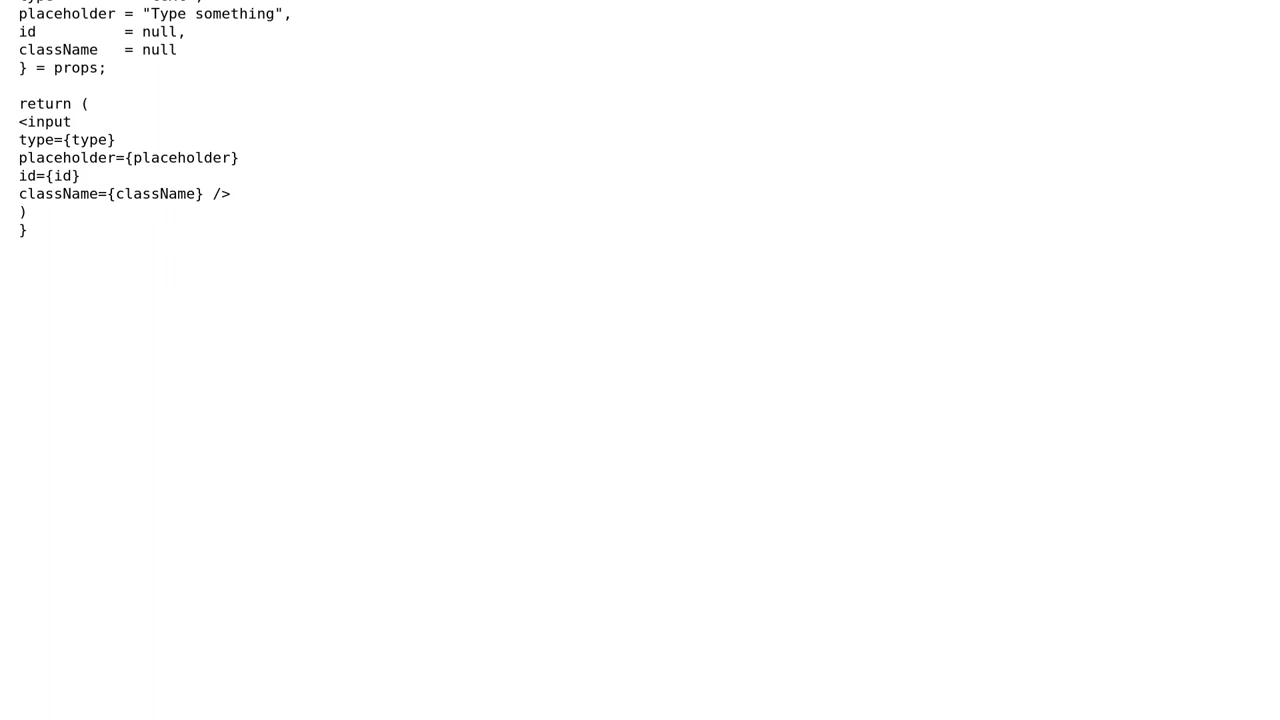 placeholder = "Type something",
id          = null,
className   = null
} = props;

return (
<input
type={type}
placeholder={placeholder}
id={id}
className={className} />
)
}